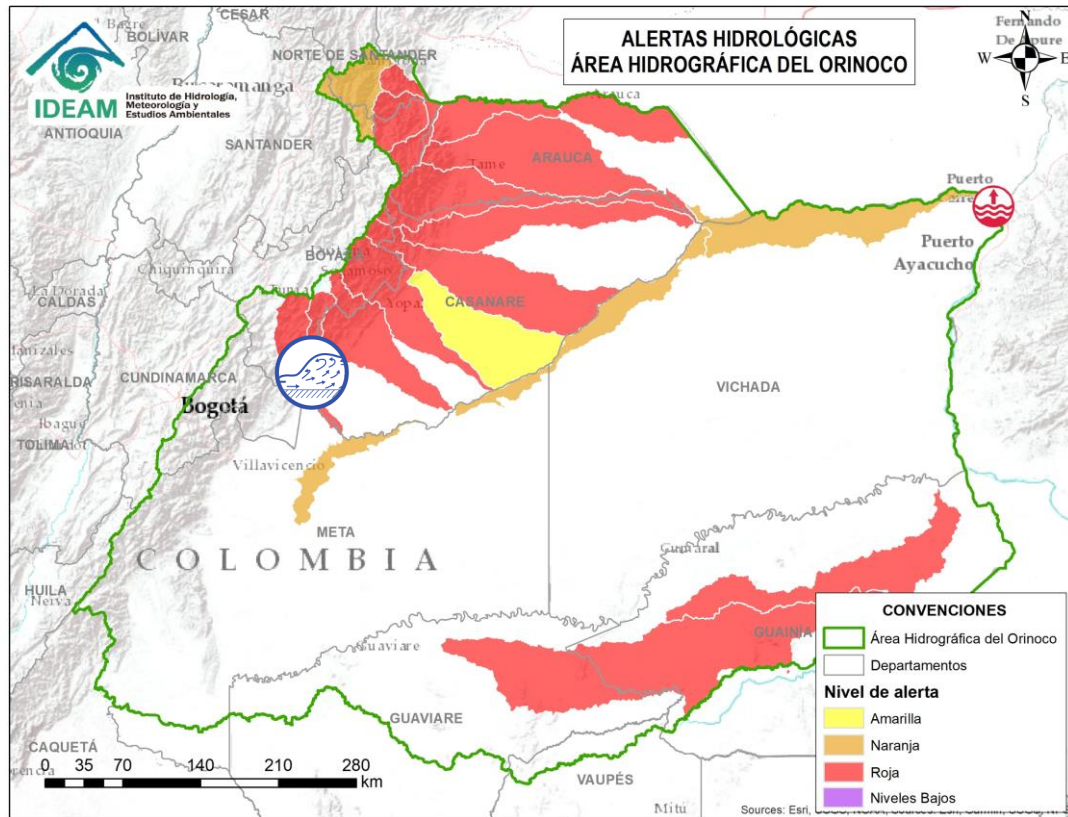 ALERTAS HIDROLÓGICAS
ÁREA HIDROGRÁFICA DEL ORINOCO
IDEAM
Instituto de Hidrología,
Meteorología y
Estudios Ambientales
N
W
E
S
CESAR
BOLÍVAR
NORTE DE SANTANDER
ANTIOQUIA
SANTANDER
Arauca
ARAUCA
Tame
Puerto
Puerto
Ayacucho
BOYACÁ
Chiquinquirá
Sogamoso
Tunja
Yopal
CASANARE
La Dorada
CALDAS
Manizales
RISARALDA
CUNDINAMARCA
Bogotá
Ibagué
TOLIMA
VICHADA
Villavicencio
META
COLOMBIA
HUILA
Neiva
Guaviare
GUAINÍA
GUAVIARE
CAQUETÁ
VAUPÉS
Mitú
0 35 70 140 210 280
km
CONVENCIONES
Área Hidrográfica del Orinoco
Departamentos
Nivel de alerta
Amarilla
Naranja
Roja
Niveles Bajos
Sources: Esri,